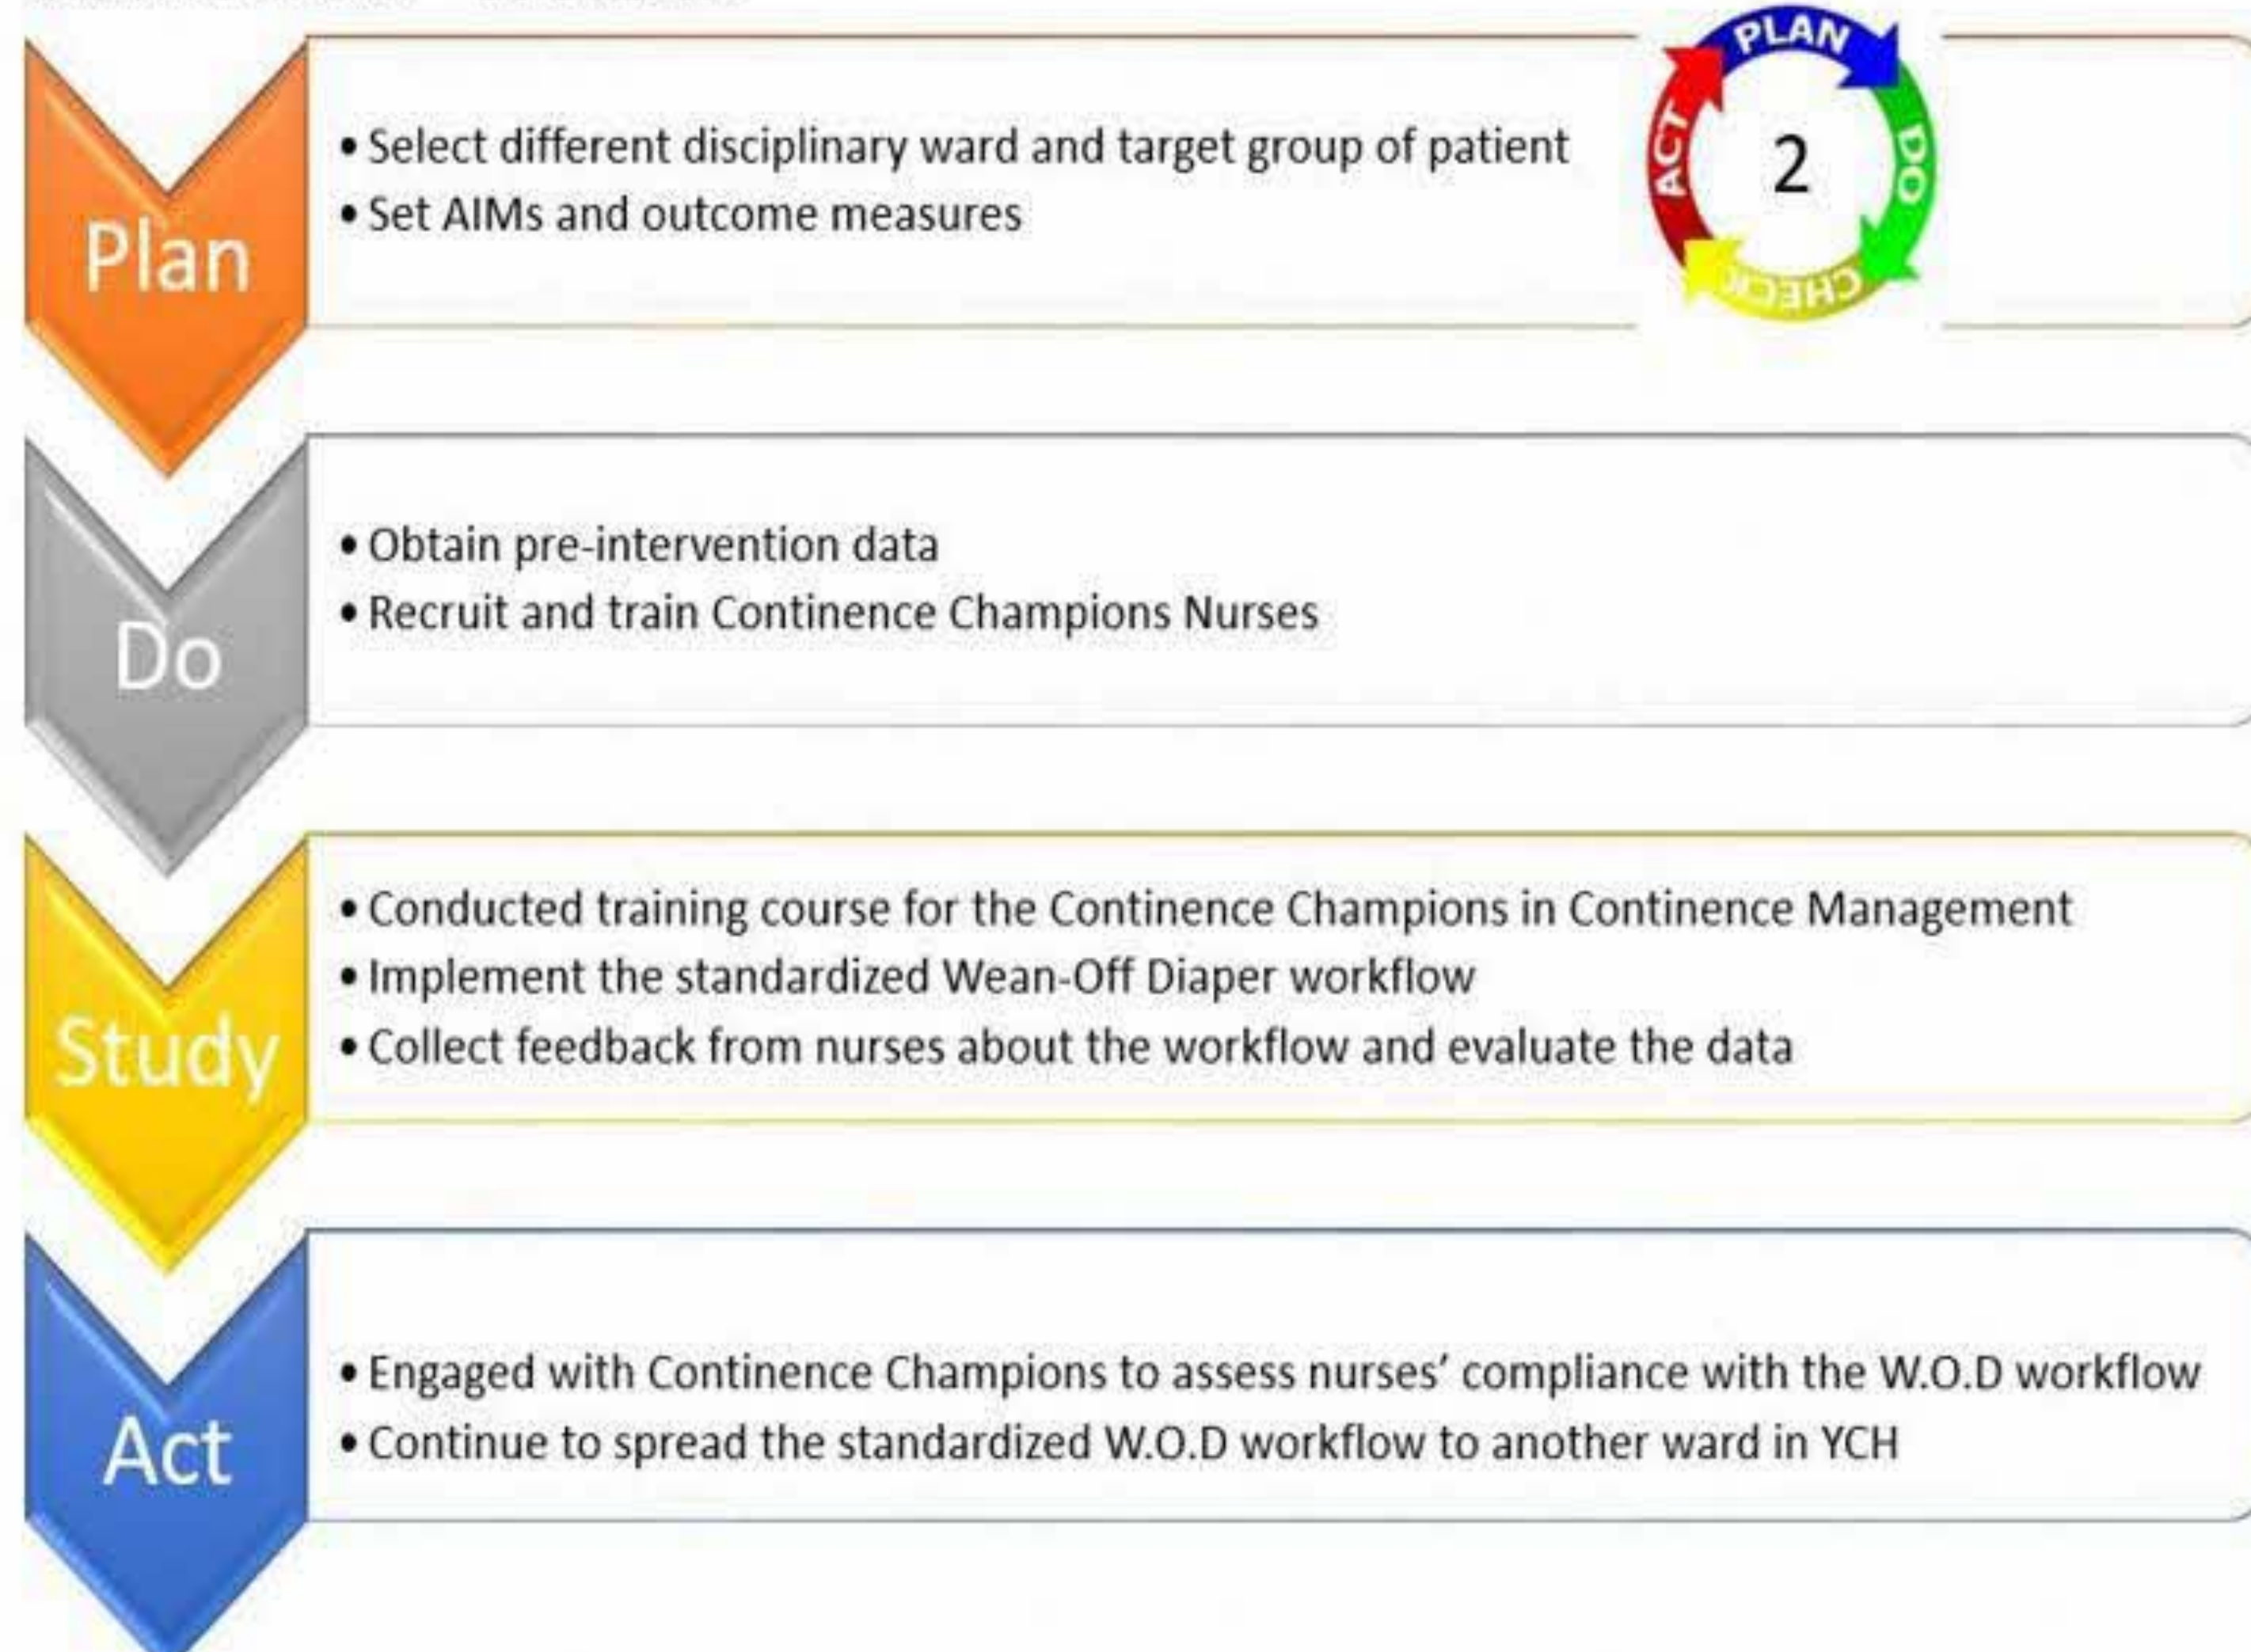 PLAN
DO
CHECK
ACT
2
Plan
• Select different disciplinary ward and target group of patient
• Set AIMs and outcome measures
Do
• Obtain pre-intervention data
• Recruit and train Continence Champions Nurses
Study
• Conducted training course for the Continence Champions in Continence Management
• Implement the standardized Wean-Off Diaper workflow
• Collect feedback from nurses about the workflow and evaluate the data
Act
• Engaged with Continence Champions to assess nurses’ compliance with the W.O.D workflow
• Continue to spread the standardized W.O.D workflow to another ward in YCH